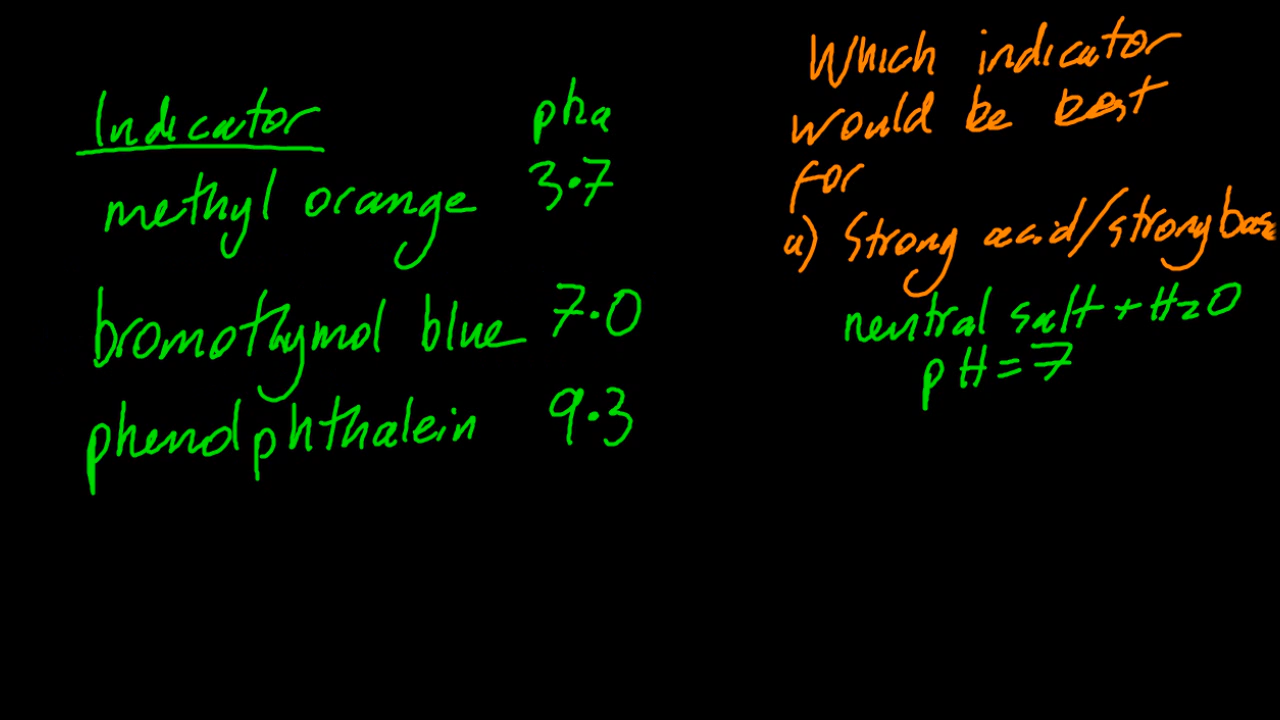 Indicator pka
methyl orange 3.7
bromothymol blue 7.0
phenolphthalein 9.3
Which indicator
would be best
for
a) Strong acid/strong base
neutral salt + H2O
pH = 7